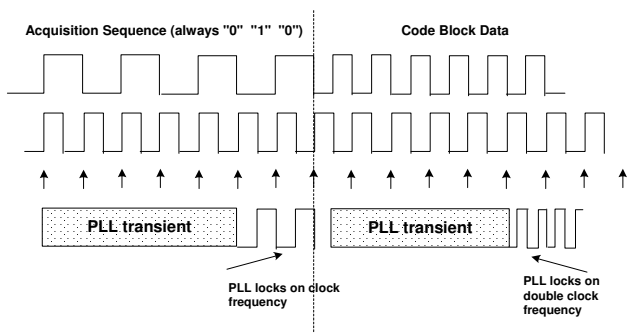 Acquisition Sequence (always "0" "1" "0")
Code Block Data
PLL transient
PLL transient
PLL locks on clock
frequency
PLL locks on
double clock
frequency